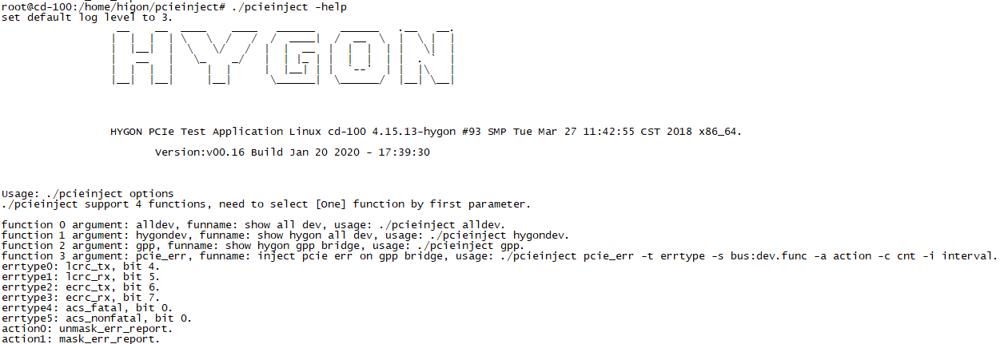 root@cd-100:/home/higon/pcieinject# ./pcieinject -help
set default log level to 3.
HYGON
HYGON PCIe Test Application Linux cd-100 4.15.13-hygon #93 SMP Tue Mar 27 11:42:55 CST 2018 x86_64.
Version:v00.16 Build Jan 20 2020 - 17:39:30
Usage: ./pcieinject options
./pcieinject support 4 functions, need to select [One] function by first parameter.
function 0 argument: alldev, funname: show all dev, usage: ./pcieinject alldev.
function 1 argument: hygondev, funname: show hygon all dev, usage: ./pcieinject hygondev.
function 2 argument: gpp, funname: show hygon gpp bridge, usage: ./pcieinject gpp.
function 3 argument: pcie_err, funname: inject pcie err on gpp bridge, usage: ./pcieinject pcie_err -t errtype -s bus:dev.func -a action -c cnt -i interval.
errtype0: lcrc_tx, bit 4.
errtype1: lcrc_rx, bit 5.
errtype2: ecrc_tx, bit 6.
errtype3: ecrc_rx, bit 7.
errtype4: acs_fatal, bit 0.
errtype5: acs_nonfatal, bit 0.
action0: unmask_err_report.
action1: mask_err_report.